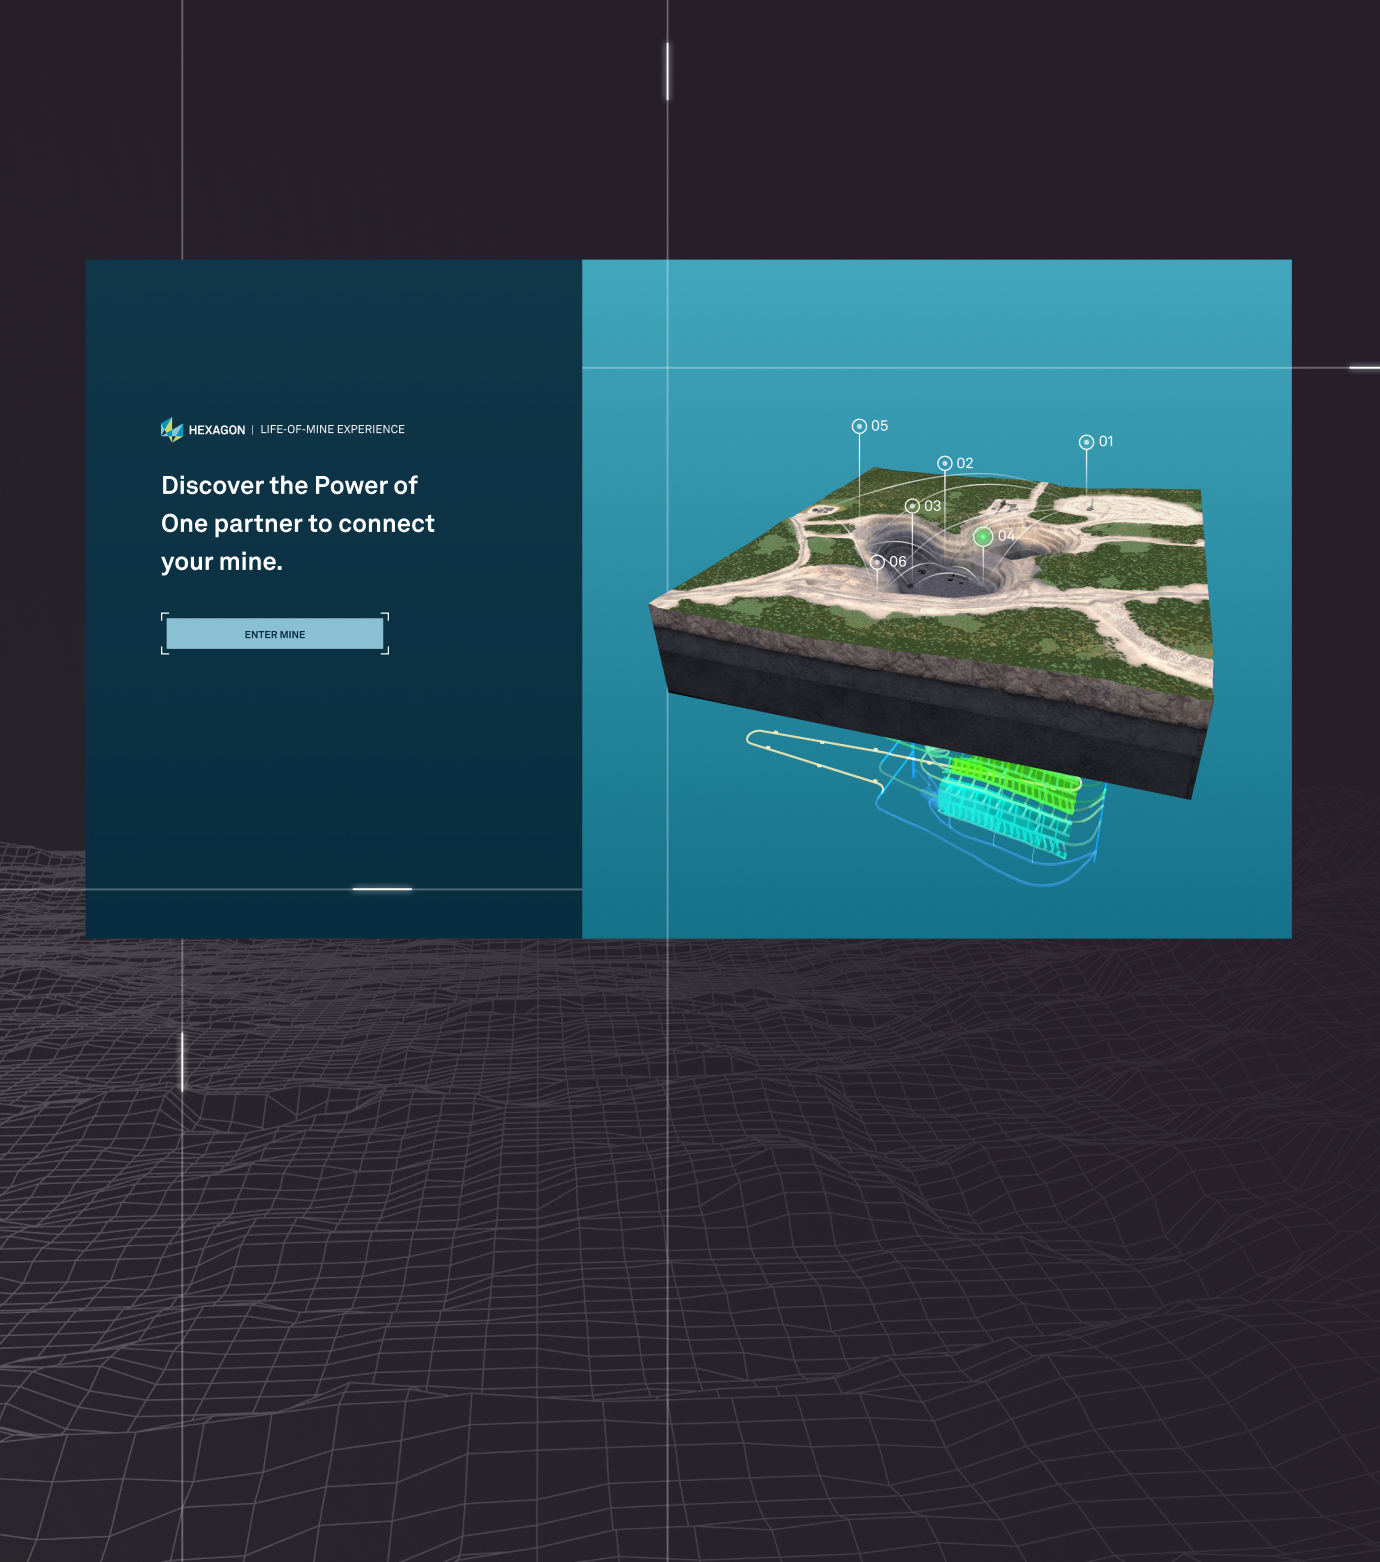 HEXAGON | LIFE-OF-MINE EXPERIENCE
Discover the Power of
One partner to connect
your mine.
ENTER MINE
05
01
02
03
04
06